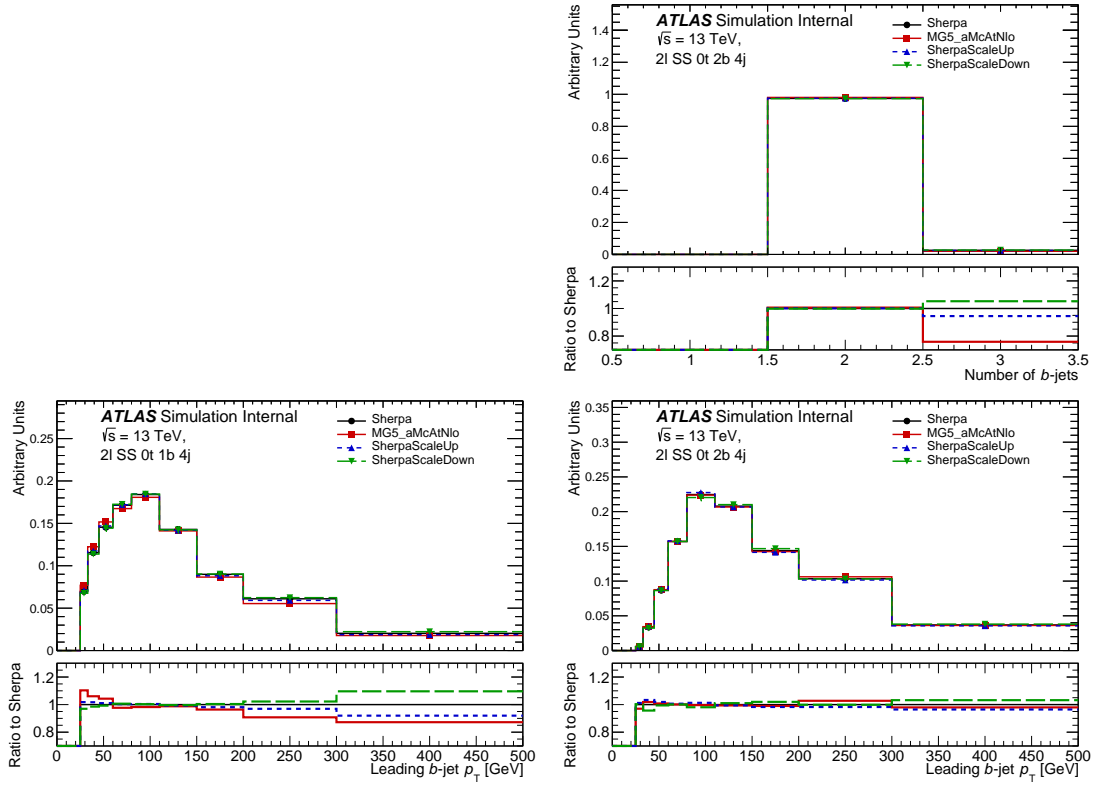 ATLAS Simulation Internal
√s = 13 TeV,
2l SS 0t 2b 4j
Sherpa
MG5_aMcAtNlo
SherpaScaleUp
SherpaScaleDown
Arbitrary Units
1.4
1.2
1
0.8
0.6
0.4
0.2
0
Ratio to Sherpa
1.2
1.0
0.8
0.5 1 1.5 2 2.5 3 3.5
Number of b-jets
ATLAS Simulation Internal
√s = 13 TeV,
2l SS 0t 1b 4j
Sherpa
MG5_aMcAtNlo
SherpaScaleUp
SherpaScaleDown
Arbitrary Units
0.25
0.2
0.15
0.1
0.05
0
Ratio to Sherpa
1.2
1.0
0.8
0 50 100 150 200 250 300 350 400 450 500
Leading b-jet p_T [GeV]
ATLAS Simulation Internal
√s = 13 TeV,
2l SS 0t 2b 4j
Sherpa
MG5_aMcAtNlo
SherpaScaleUp
SherpaScaleDown
Arbitrary Units
0.35
0.3
0.25
0.2
0.15
0.1
0.05
0
Ratio to Sherpa
1.2
1.0
0.8
0 50 100 150 200 250 300 350 400 450 500
Leading b-jet p_T [GeV]